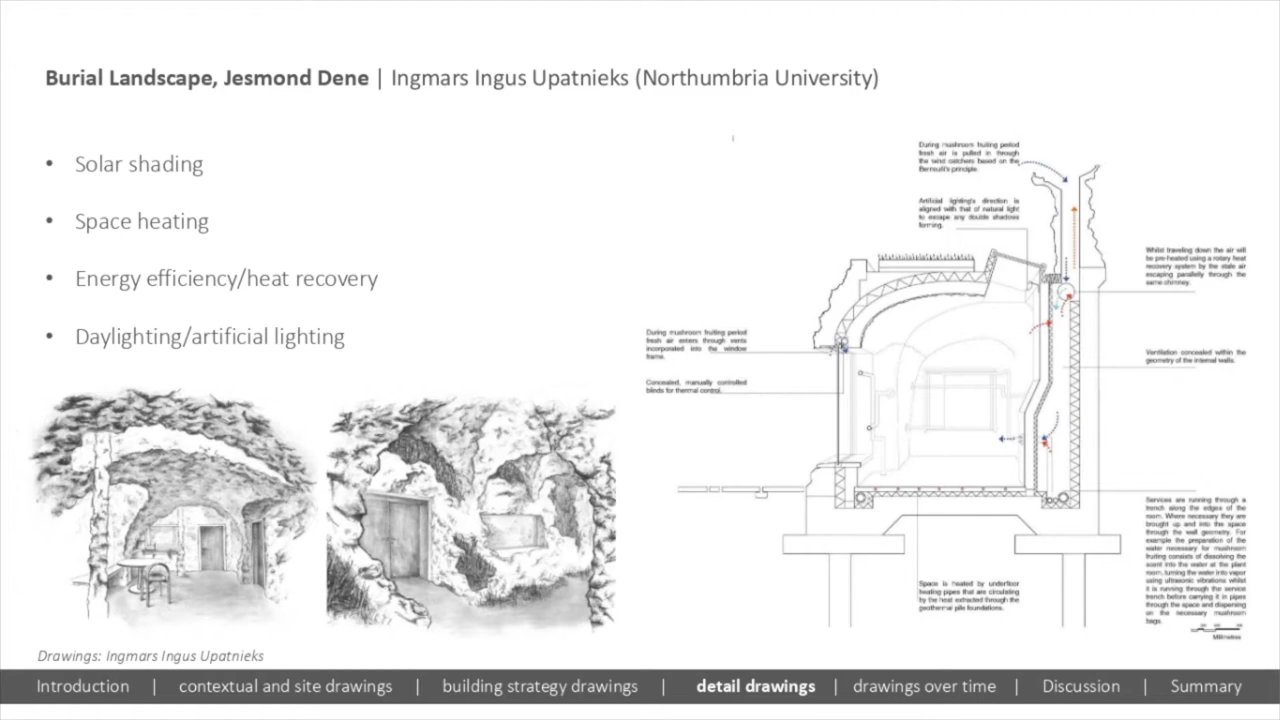 Burial Landscape, Jesmond Dene | Ingmars Ingus Upatnieks (Northumbria University)
• Solar shading
• Space heating
• Energy efficiency/heat recovery
• Daylighting/artificial lighting
During mushroom fruiting period
fresh air is pulled in through
the wind catchers based on the
Bernoulli's principle.
Artificial lighting's direction is
aligned with that of natural light
to escape any double shadows
forming.
Whilst traveling down the air will
be pre-heated using a rotary heat
recovery system by the stale air
escaping parallelly through the
same chimney.
During mushroom fruiting period
fresh air enters through vents
incorporated into the window
frame.
Ventilation concealed within the
geometry of the internal walls.
Concealed, manually controlled
blinds for thermal control.
Services are running through a
trench along the edges of the
room. Where necessary they are
brought up and into the space
through the wall geometry. For
example the preparation of the
water necessary for mushroom
fruiting consists of dissolving the
scent into the water at the plant
room, turning the water into vapor
using ultrasonic vibrations whilst
it is running through the service
trench before carrying it in pipes
through the space and dispersing
on the necessary mushroom
bags.
Space is heated by underfloor
heating pipes that are circulating
by the heat extracted through the
geothermal pile foundations.
Millimetres
Drawings: Ingmars Ingus Upatnieks
Introduction | contextual and site drawings | building strategy drawings | detail drawings | drawings over time | Discussion | Summary